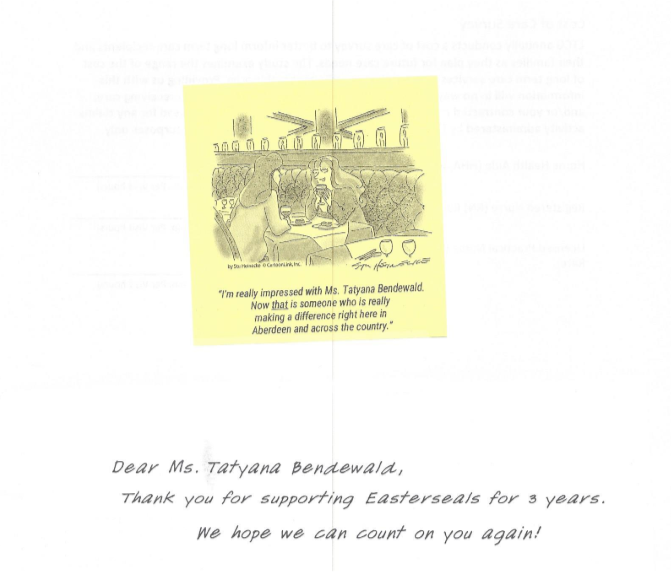 by Dan Nowacki © CartoonLink, Inc.
"I'm really impressed with Ms. Tatyana Bendewald.
Now that is someone who is really
making a difference right here in
Aberdeen and across the country."
Dear Ms. Tatyana Bendewald,
Thank you for supporting Easterseals for 3 years.
We hope we can count on you again!